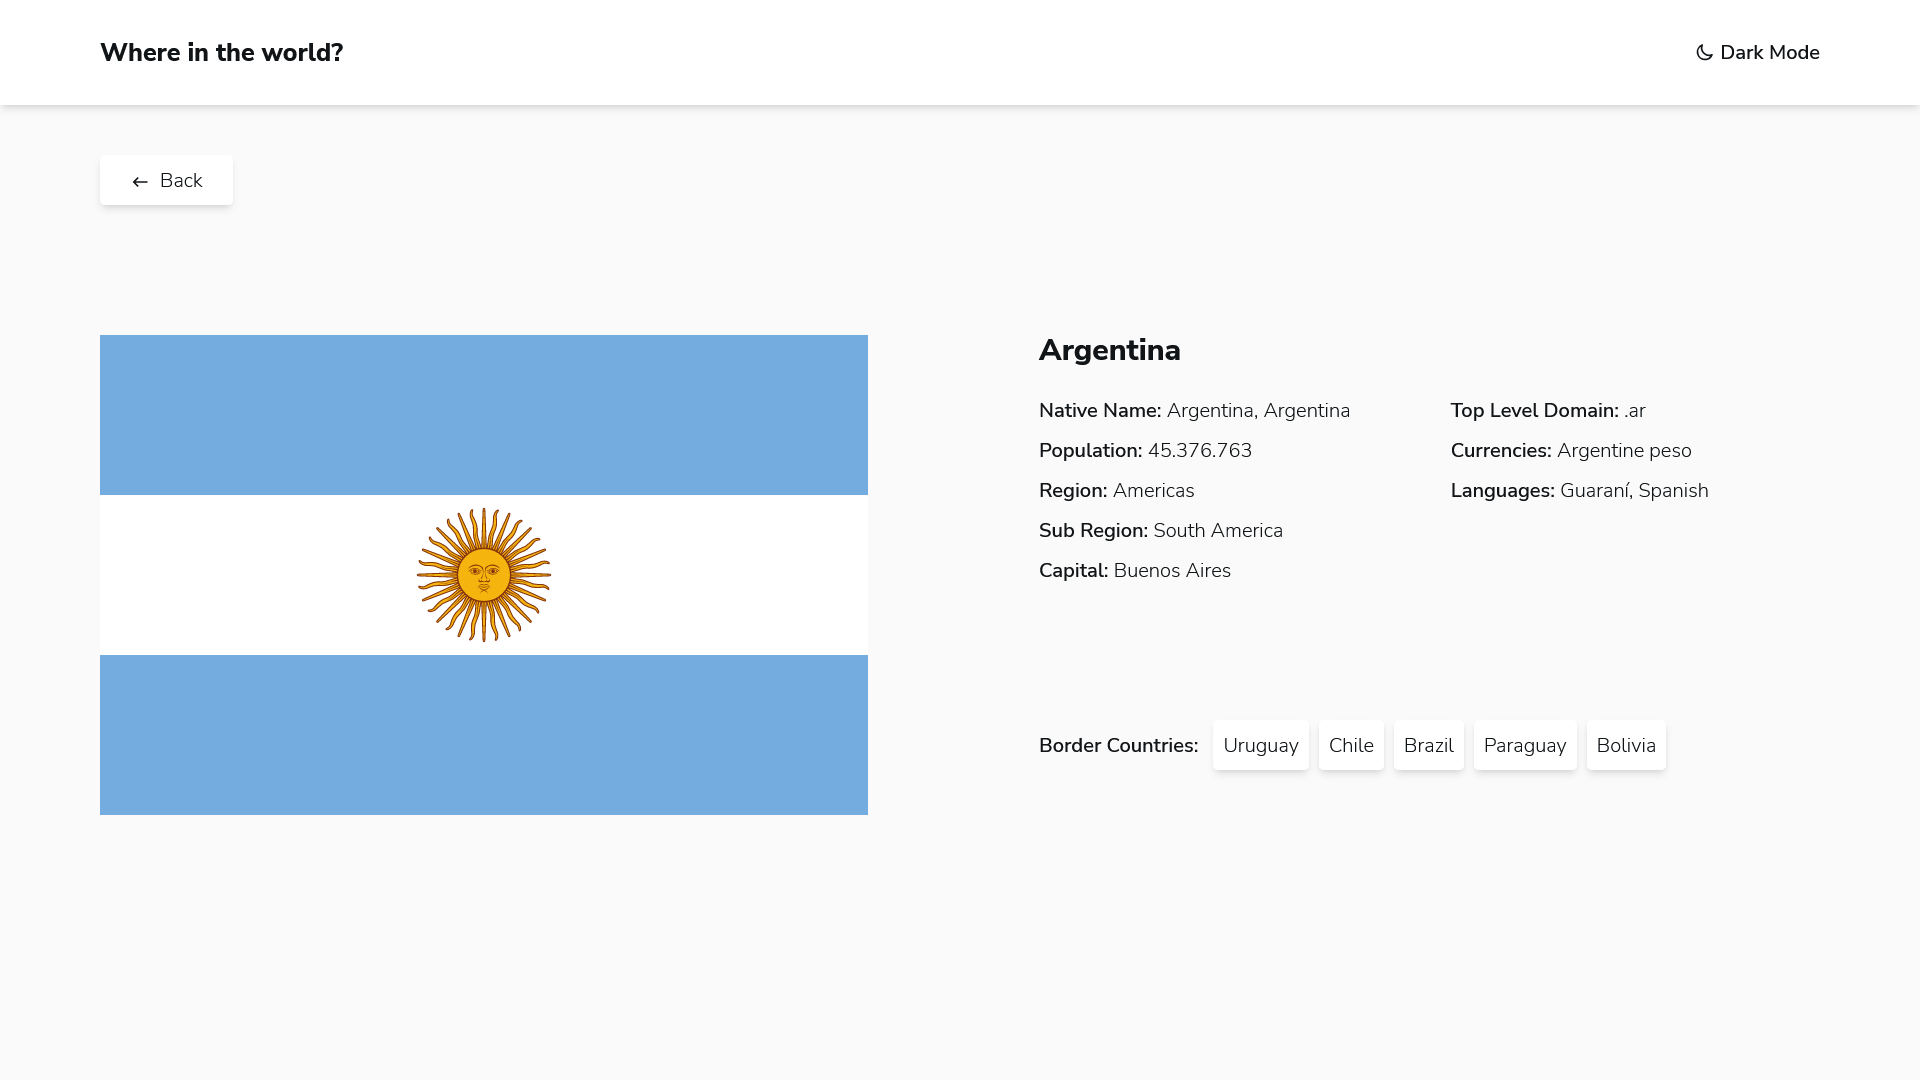 Where in the world?
Dark Mode
Back
Argentina
Native Name: Argentina, Argentina
Population: 45.376.763
Region: Americas
Sub Region: South America
Capital: Buenos Aires
Top Level Domain: .ar
Currencies: Argentine peso
Languages: Guaraní, Spanish
Border Countries: Uruguay Chile Brazil Paraguay Bolivia